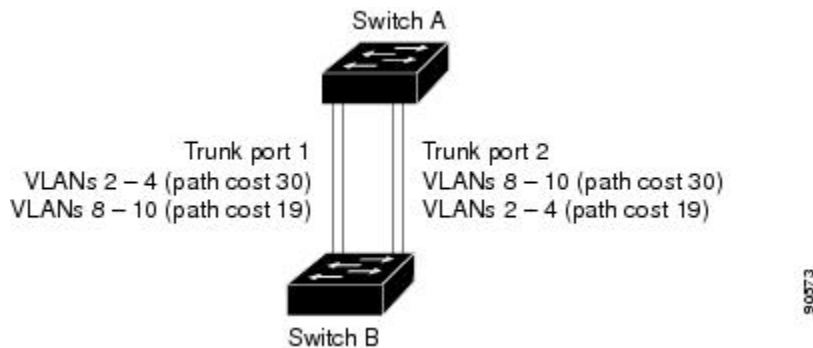 Switch A
Trunk port 1
VLANs 2 – 4 (path cost 30)
VLANs 8 – 10 (path cost 19)
Trunk port 2
VLANs 8 – 10 (path cost 30)
VLANs 2 – 4 (path cost 19)
Switch B
90573